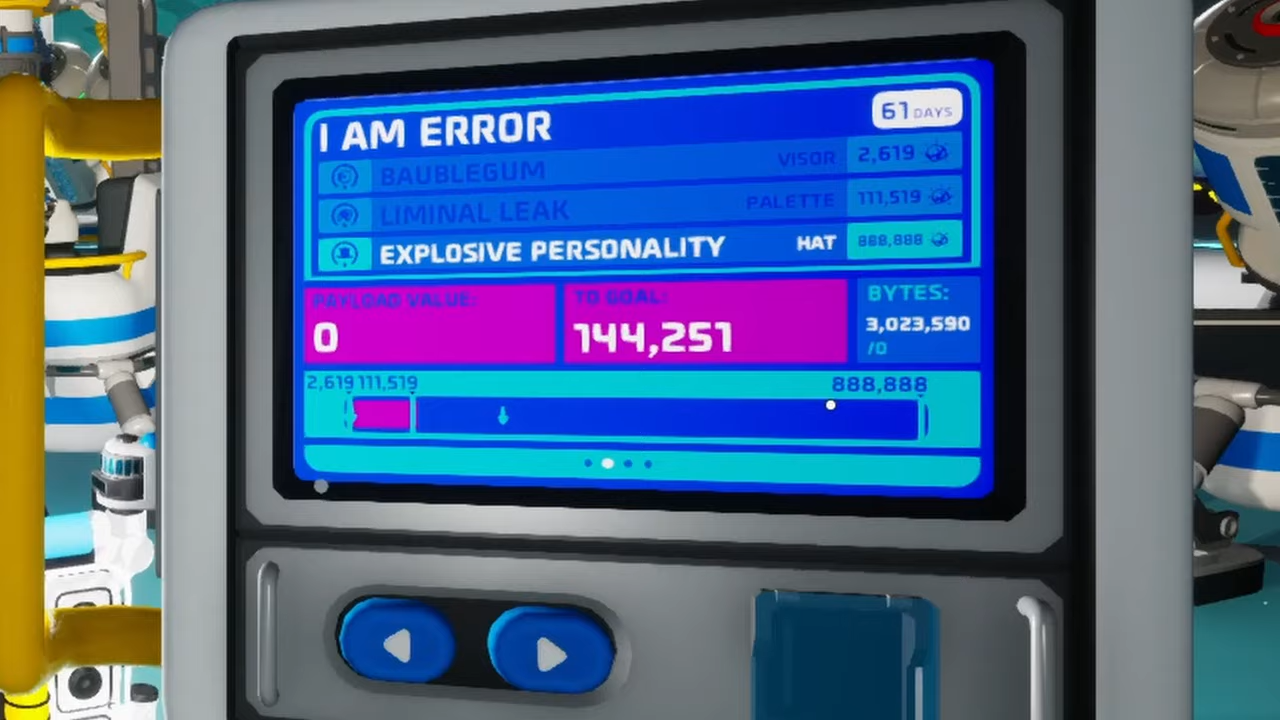 I AM ERROR
61 DAYS
BAUBLEGUM VISOR 2,619
LIMINAL LEAK PALETTE 111,519
EXPLOSIVE PERSONALITY HAT 888,888
PAYLOAD VALUE:
0
TO GOAL:
144,251
BYTES:
3,023,590
/0
2,619 111,519 888,888